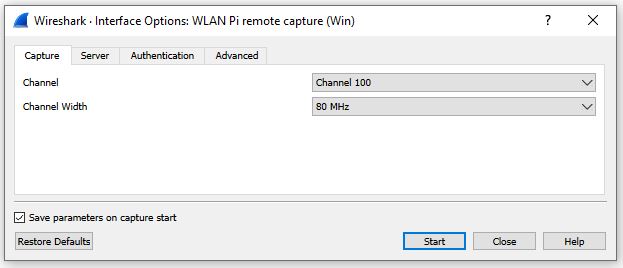 Wireshark · Interface Options: WLAN Pi remote capture (Win)
? ×
Capture Server Authentication Advanced
Channel Channel 100
Channel Width 80 MHz
Save parameters on capture start
Restore Defaults Start Close Help